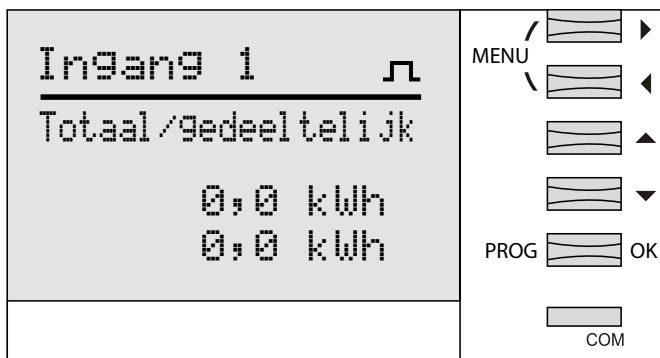 Ingang 1
Totaal/gedeeltelijk
0,0 kWh
0,0 kWh
MENU
PROG OK
COM